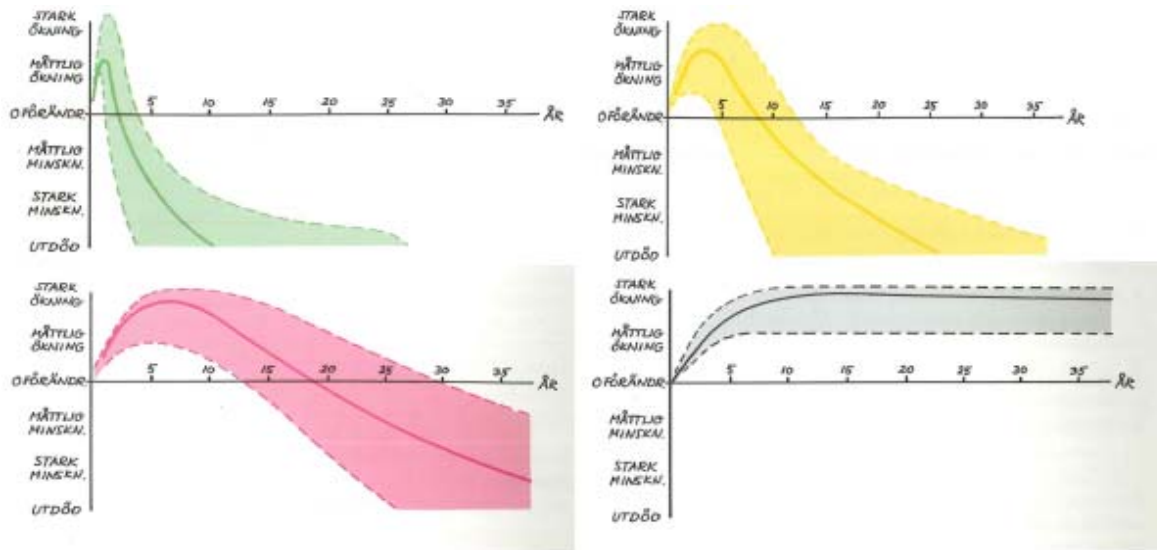 STARK
ÖKNING
MÅTTLIG
ÖKNING
5 10 15 20 25 30 35
OFÖRÄNDR. ÅR
MÅTTLIG
MINSKN.
STARK
MINSKN.
UTDÖD
STARK
ÖKNING
MÅTTLIG
ÖKNING
5 10 15 20 25 30 35
OFÖRÄNDR. ÅR
MÅTTLIG
MINSKN.
STARK
MINSKN.
UTDÖD
STARK
ÖKNING
MÅTTLIG
ÖKNING
5 10 15 20 25 30 35
OFÖRÄNDR. ÅR
MÅTTLIG
MINSKN.
STARK
MINSKN.
UTDÖD
STARK
ÖKNING
MÅTTLIG
ÖKNING
5 10 15 20 25 30 35
OFÖRÄNDR. ÅR
MÅTTLIG
MINSKN.
STARK
MINSKN.
UTDÖD